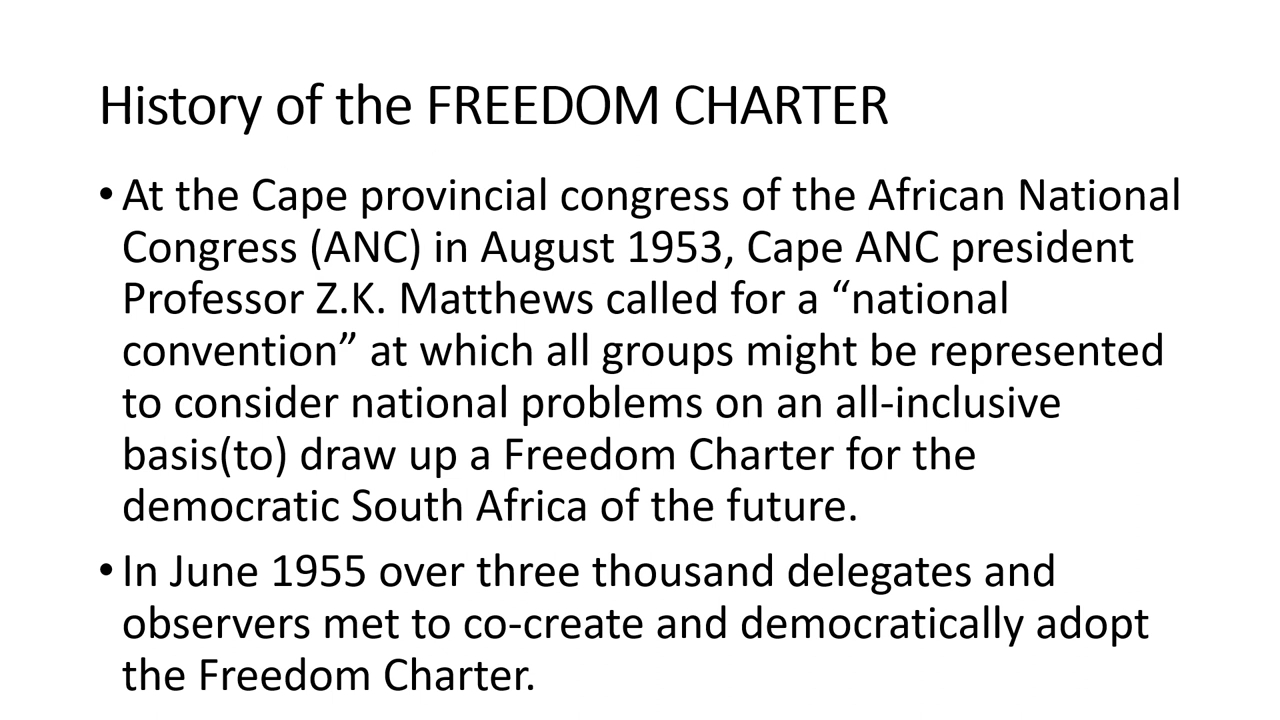 History of the FREEDOM CHARTER
•At the Cape provincial congress of the African National
Congress (ANC) in August 1953, Cape ANC president
Professor Z.K. Matthews called for a “national
convention” at which all groups might be represented
to consider national problems on an all-inclusive
basis(to) draw up a Freedom Charter for the
democratic South Africa of the future.
•In June 1955 over three thousand delegates and
observers met to co-create and democratically adopt
the Freedom Charter.